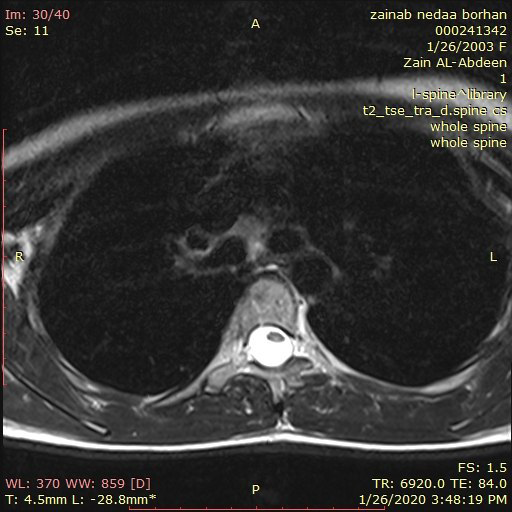 Im: 30/40
Se: 11
A
zainab nedaa borhan
000241342
1/26/2003 F
Zain AL-Abdeen
1
l-spine^library
t2_tse_tra_d.spine cs
whole spine
whole spine
R
L
WL: 370 WW: 859 [D]
T: 4.5mm L: -28.8mm*
P
FS: 1.5
TR: 6920.0 TE: 84.0
1/26/2020 3:48:19 PM